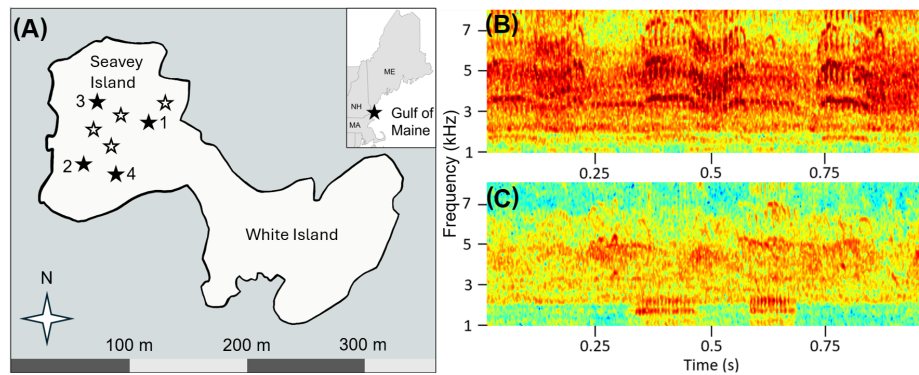 (A)
Seavey
Island
3
1
2
4
White Island
N
100 m
200 m
300 m
ME
NH
MA
Gulf of
Maine
Frequency (kHz)
(B)
7
5
3
1
0.25
0.5
0.75
(C)
7
5
3
1
0.25
0.5
0.75
Time (s)